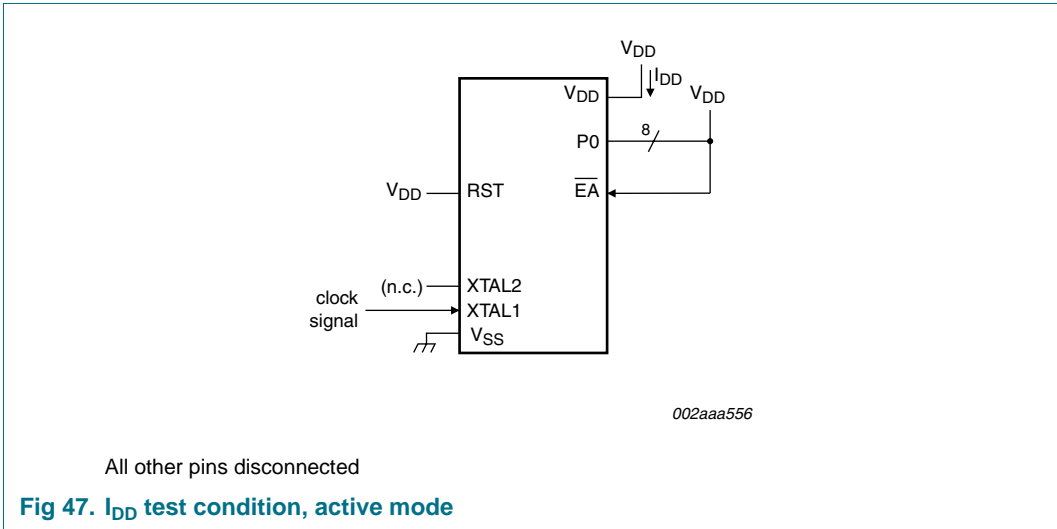 VDD
IDD
VDD
VDD
8
P0
EA
VDD
RST
(n.c.)
XTAL2
clock
signal
XTAL1
VSS
002aaa556
All other pins disconnected
Fig 47. IDD test condition, active mode